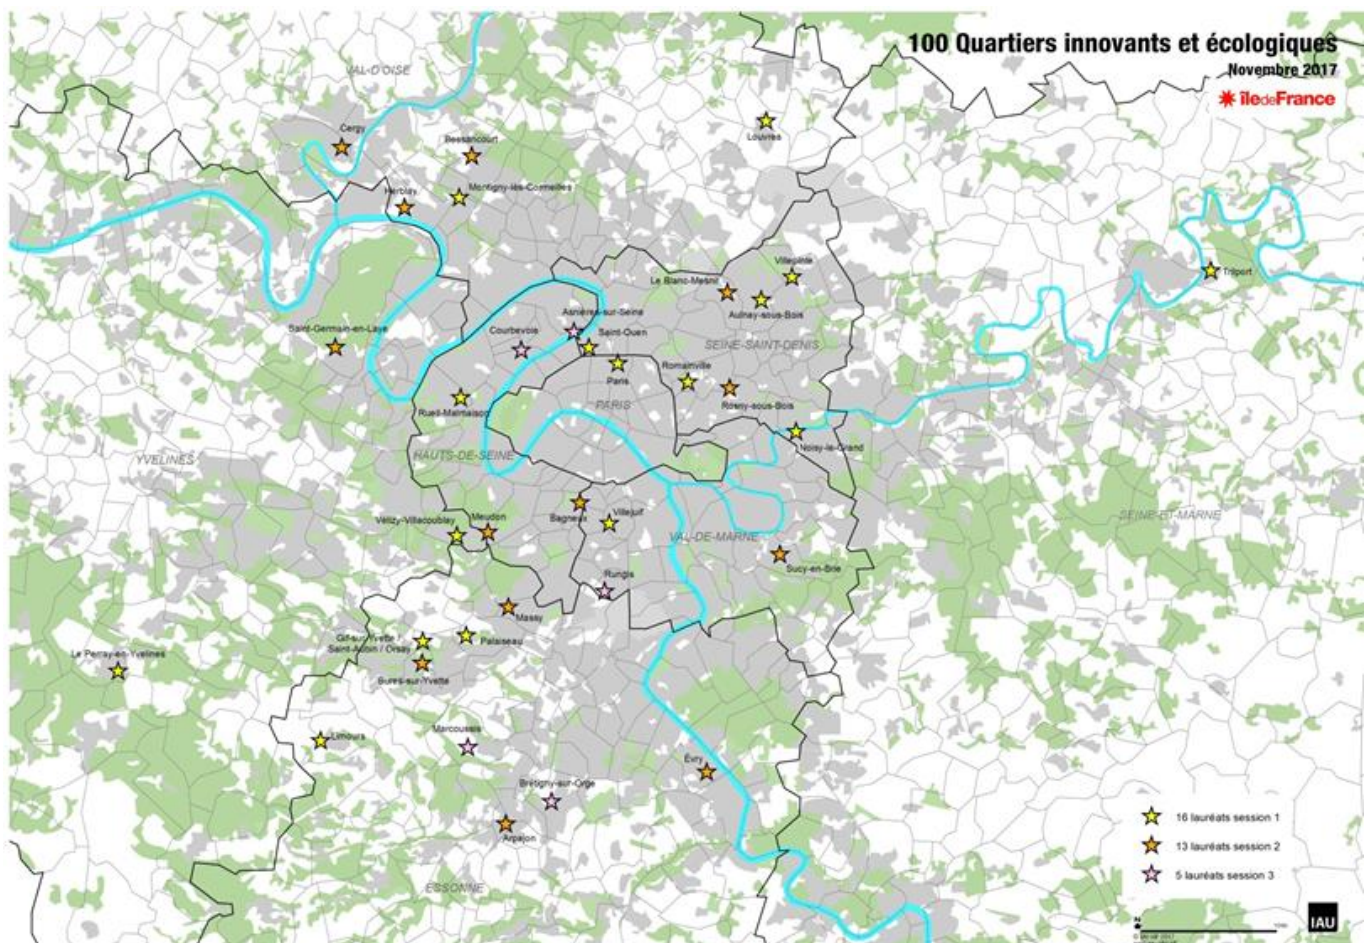 100 Quartiers innovants et écologiques
Novembre 2017
île de France
VAL-D'OISE
Cergy
Bessancourt
Louvres
Herblay
Montigny-lès-Cormeilles
Villepinte
Le Blanc-Mesnil
Trilport
Aulnay-sous-Bois
Asnières-sur-Seine
Saint-Germain-en-Laye
Courbevoie
Saint-Ouen
SEINE-SAINT-DENIS
Paris
Romainville
Rueil-Malmaison
PARIS
Rosny-sous-Bois
Noisy-le-Grand
YVELINES
HAUTS-DE-SEINE
Vélizy-Villacoublay
Meudon
Bagneux
Villejuif
VAL-DE-MARNE
SEINE-ET-MARNE
Sucy-en-Brie
Rungis
Massy
Gif-sur-Yvette /
Saint-Aubin / Orsay
Palaiseau
Le Perray-en-Yvelines
Bures-sur-Yvette
Limours
Marcoussis
Évry
Brétigny-sur-Orge
Arpajon
ESSONNE
16 lauréats session 1
13 lauréats session 2
5 lauréats session 3
N
IAU